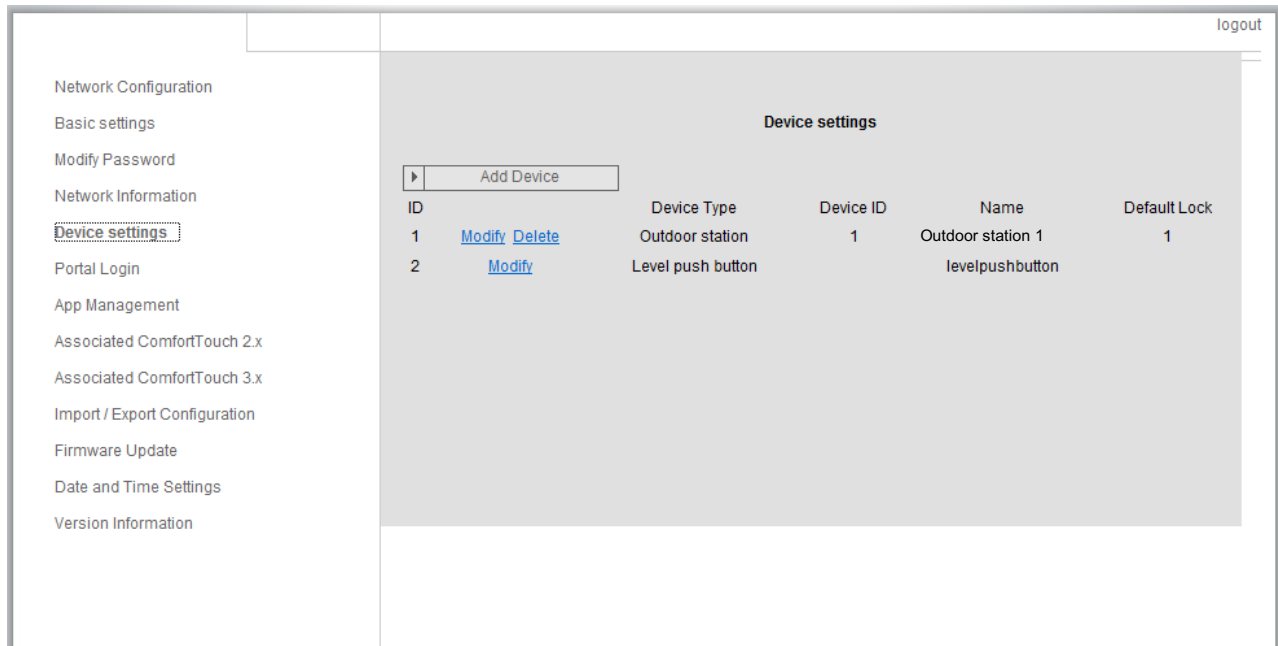 logout
Network Configuration
Basic settings
Modify Password
Network Information
Device settings
Portal Login
App Management
Associated ComfortTouch 2.x
Associated ComfortTouch 3.x
Import / Export Configuration
Firmware Update
Date and Time Settings
Version Information
Device settings
Add Device
ID Device Type Device ID Name Default Lock
1 Modify Delete Outdoor station 1 Outdoor station 1 1
2 Modify Level push button levelpushbutton